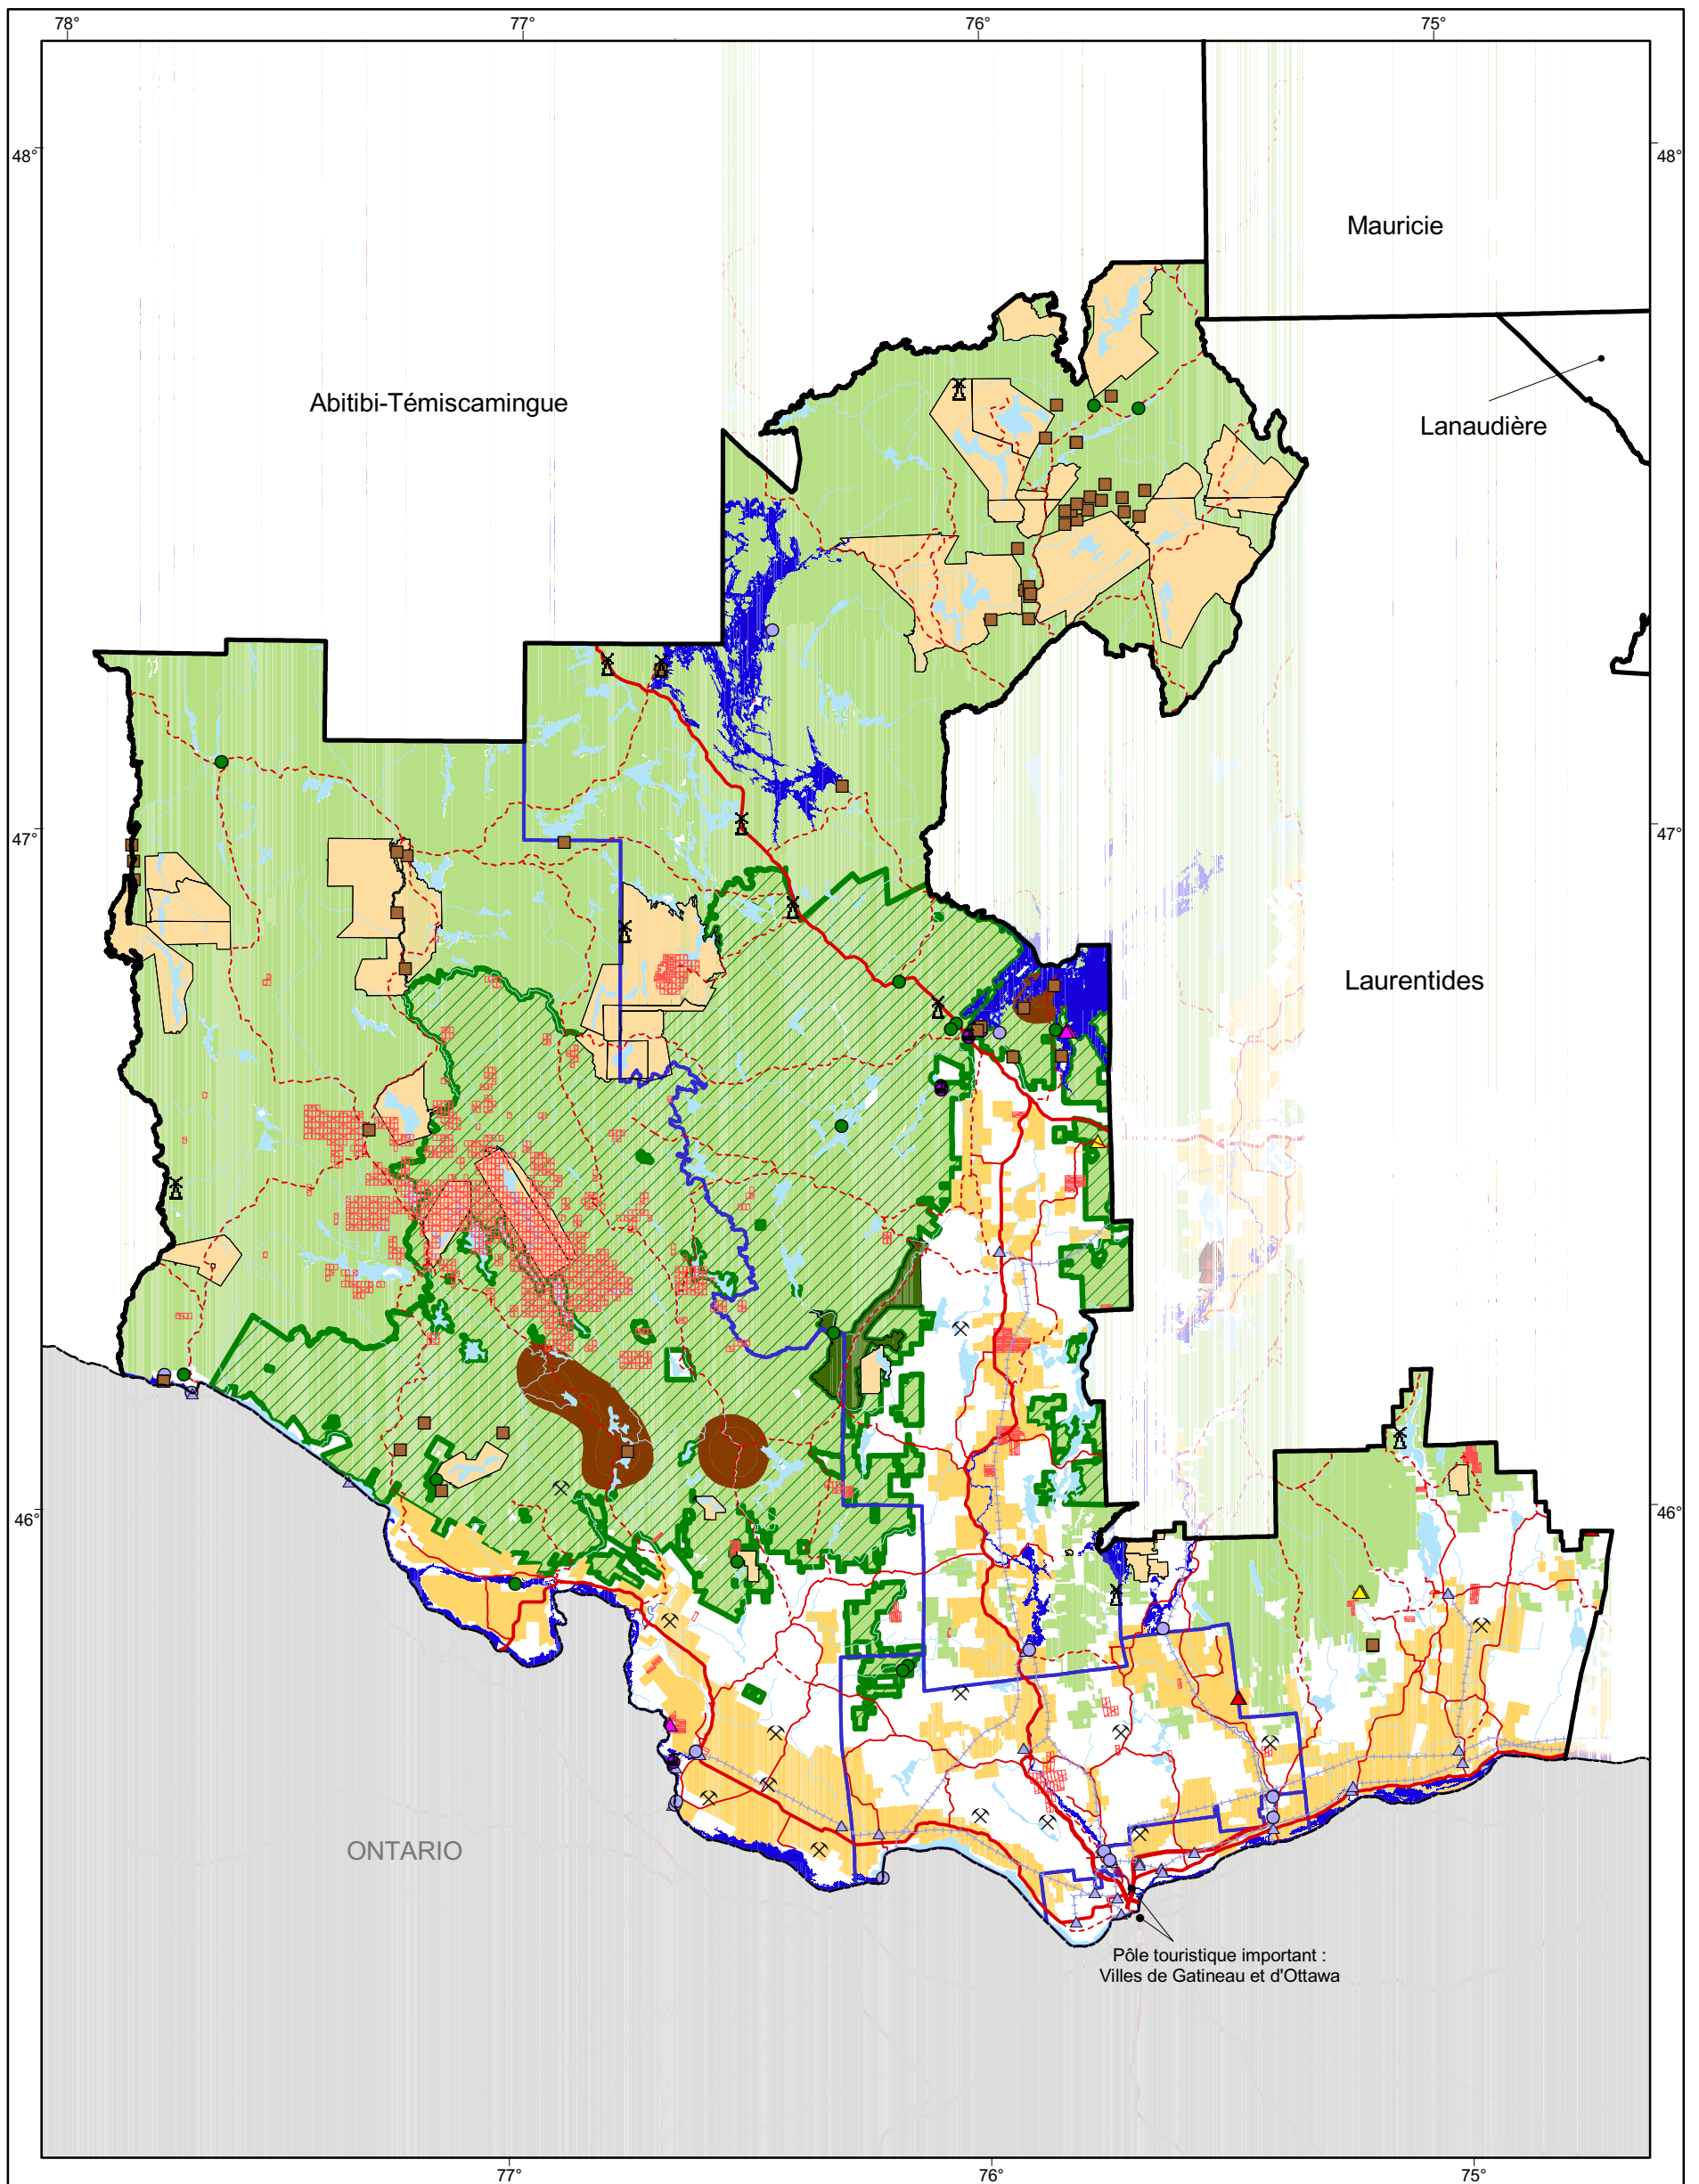 78° 77° 76° 75°
48° 48°
Mauricie
Abitibi-Témiscamingue
Lanaudière
47° 47°
Laurentides
46° 46°
ONTARIO
Pôle touristique important :
Villes de Gatineau et d'Ottawa
77° 76° 75°